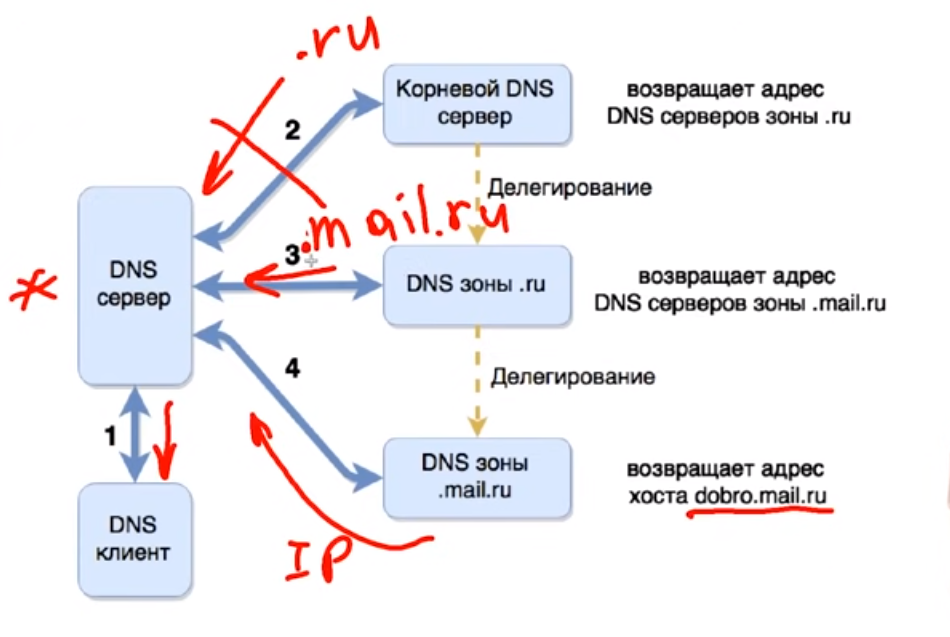 .ru
Корневой DNS
сервер
возвращает адрес
DNS серверов зоны .ru
2
Делегирование
.mail.ru
3
DNS
сервер
DNS зоны .ru
возвращает адрес
DNS серверов зоны .mail.ru
4
Делегирование
1
DNS зоны
.mail.ru
возвращает адрес
хоста dobro.mail.ru
DNS
клиент
IP